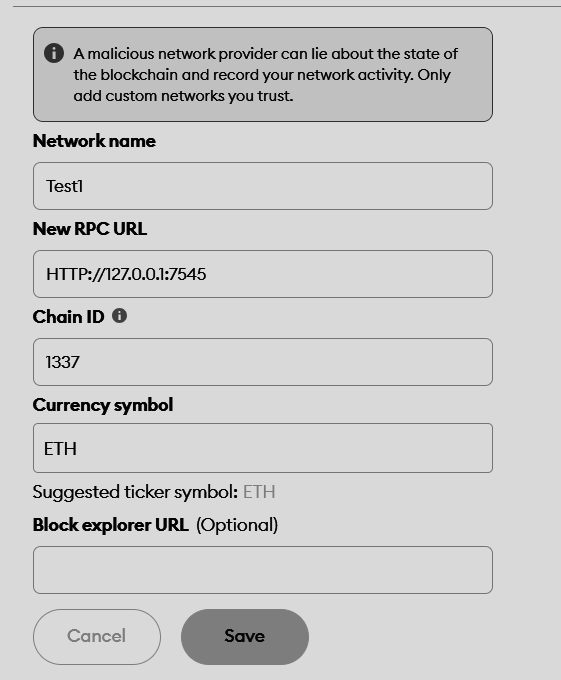 A malicious network provider can lie about the state of
the blockchain and record your network activity. Only
add custom networks you trust.
Network name
Test1
New RPC URL
HTTP://127.0.0.1:7545
Chain ID
1337
Currency symbol
ETH
Suggested ticker symbol: ETH
Block explorer URL (Optional)
Cancel Save